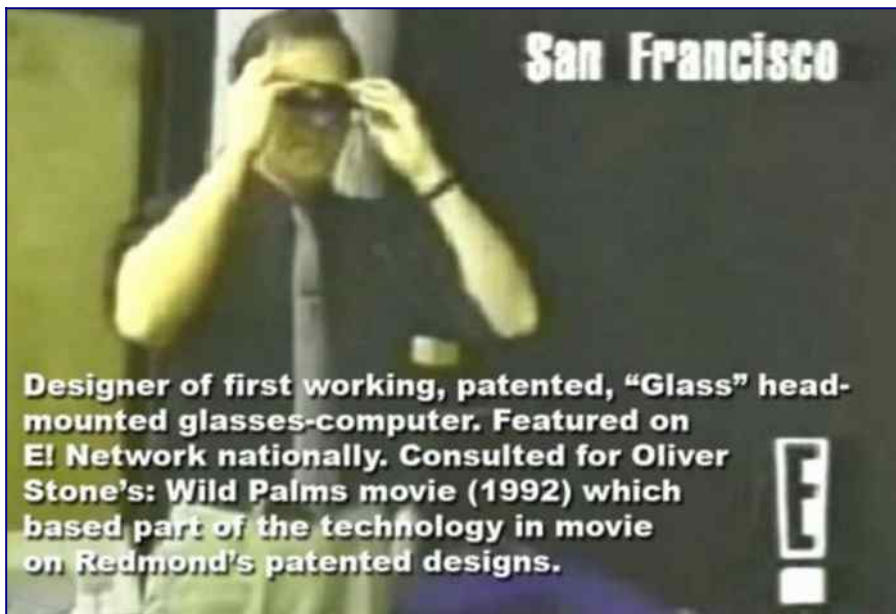 San Francisco
Designer of first working, patented, “Glass” head-
mounted glasses-computer. Featured on
E! Network nationally. Consulted for Oliver
Stone’s: Wild Palms movie (1992) which
based part of the technology in movie
on Redmond’s patented designs.
E!